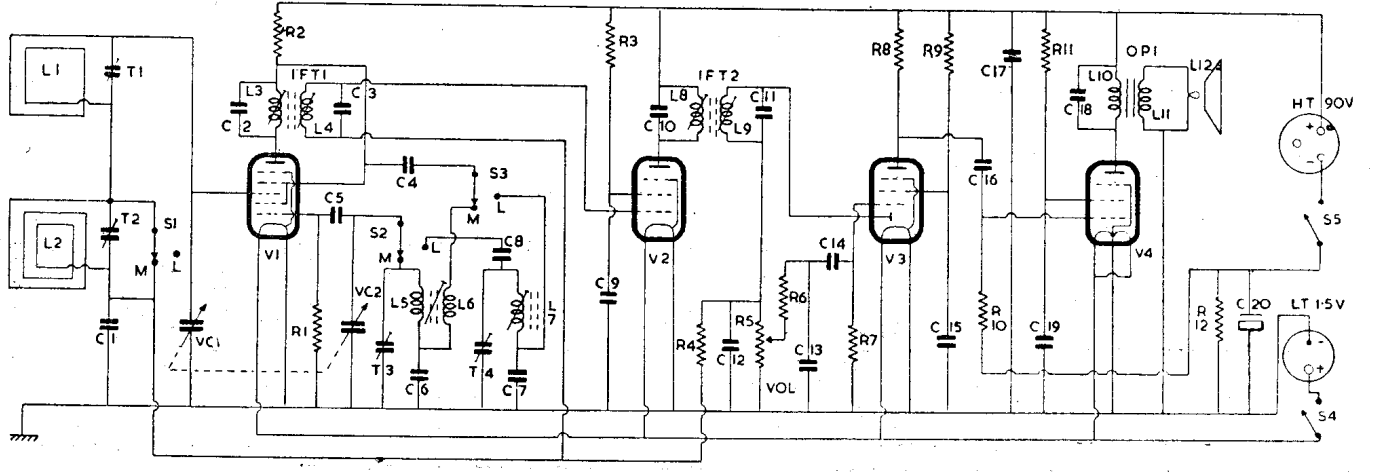 L1
T1
R2
IFT1
L3
C2
L4
C3
V1
L2
T2
S1
M
L
C1
VC1
R1
C5
VC2
C4
S3
M
L
S2
M
L
C8
L5
L6
L7
T3
C6
T4
C7
R3
C9
IFT2
L8
C10
L9
C11
V2
R4
C12
R5
VOL
R6
C13
C14
R7
R8
R9
V3
C15
C16
R10
C17
R11
C19
OP1
L10
C18
L11
L12
V4
HT 90V
+
-
S5
R12
C20
LT 1·5V
-
+
S4